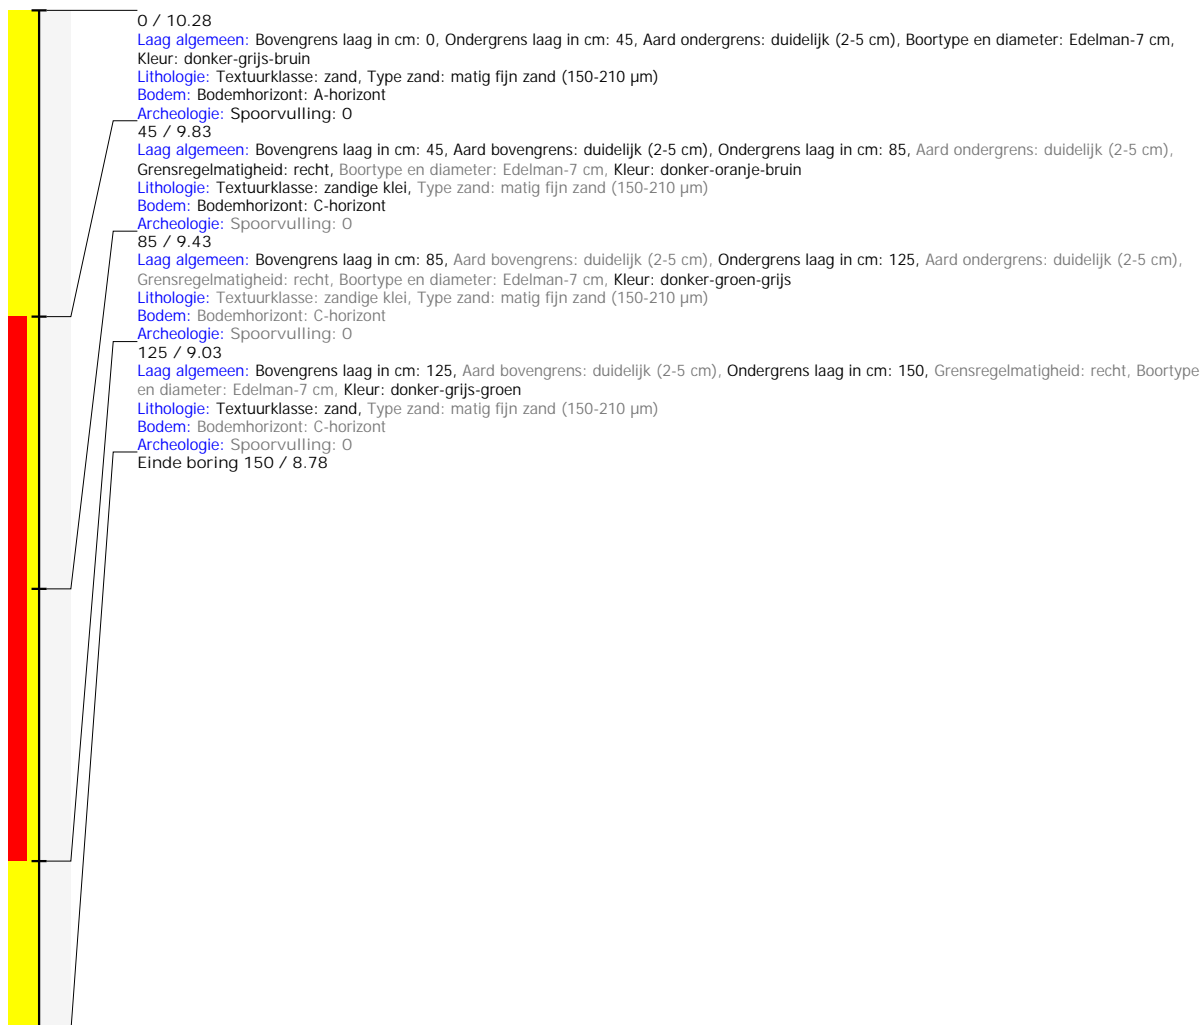 0 / 10.28
Laag algemeen: Bovengrens laag in cm: 0, Ondergrens laag in cm: 45, Aard ondergrens: duidelijk (2-5 cm), Boortype en diameter: Edelman-7 cm,
Kleur: donker-grijs-bruin
Lithologie: Textuurklasse: zand, Type zand: matig fijn zand (150-210 µm)
Bodem: Bodemhorizont: A-horizont
Archeologie: Spoorvulling: 0
45 / 9.83
Laag algemeen: Bovengrens laag in cm: 45, Aard bovengrens: duidelijk (2-5 cm), Ondergrens laag in cm: 85, Aard ondergrens: duidelijk (2-5 cm),
Grensregelmatigheid: recht, Boortype en diameter: Edelman-7 cm, Kleur: donker-oranje-bruin
Lithologie: Textuurklasse: zandige klei, Type zand: matig fijn zand (150-210 µm)
Bodem: Bodemhorizont: C-horizont
Archeologie: Spoorvulling: 0
85 / 9.43
Laag algemeen: Bovengrens laag in cm: 85, Aard bovengrens: duidelijk (2-5 cm), Ondergrens laag in cm: 125, Aard ondergrens: duidelijk (2-5 cm),
Grensregelmatigheid: recht, Boortype en diameter: Edelman-7 cm, Kleur: donker-groen-grijs
Lithologie: Textuurklasse: zandige klei, Type zand: matig fijn zand (150-210 µm)
Bodem: Bodemhorizont: C-horizont
Archeologie: Spoorvulling: 0
125 / 9.03
Laag algemeen: Bovengrens laag in cm: 125, Aard bovengrens: duidelijk (2-5 cm), Ondergrens laag in cm: 150, Grensregelmatigheid: recht, Boortype
en diameter: Edelman-7 cm, Kleur: donker-grijs-groen
Lithologie: Textuurklasse: zand, Type zand: matig fijn zand (150-210 µm)
Bodem: Bodemhorizont: C-horizont
Archeologie: Spoorvulling: 0
Einde boring 150 / 8.78